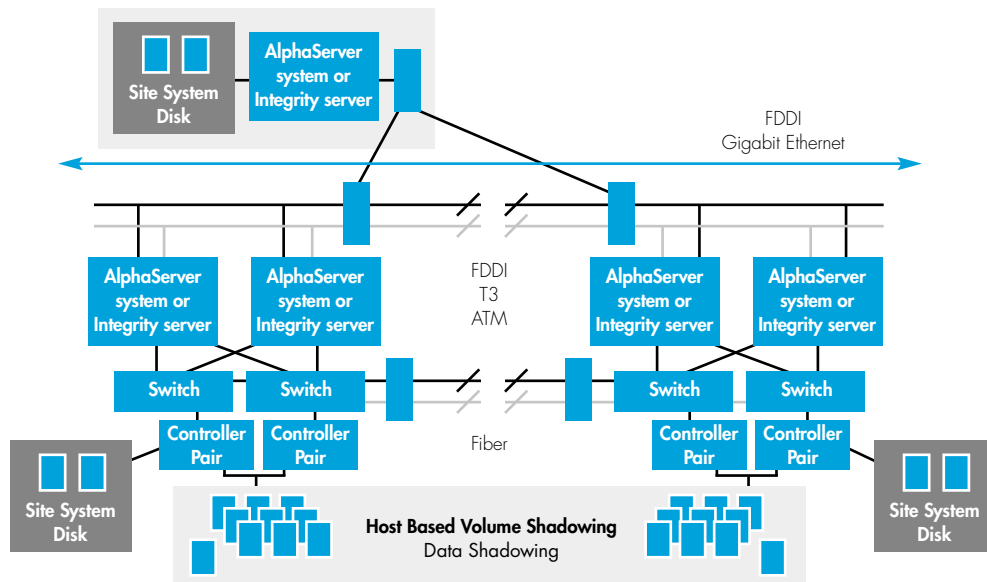 AlphaServer
system or
Integrity server
Site System
Disk
FDDI
Gigabit Ethernet
AlphaServer
system or
Integrity server
AlphaServer
system or
Integrity server
FDDI
T3
ATM
AlphaServer
system or
Integrity server
AlphaServer
system or
Integrity server
Switch
Switch
Switch
Switch
Controller
Pair
Controller
Pair
Fiber
Controller
Pair
Controller
Pair
Site System
Disk
Host Based Volume Shadowing
Data Shadowing
Site System
Disk